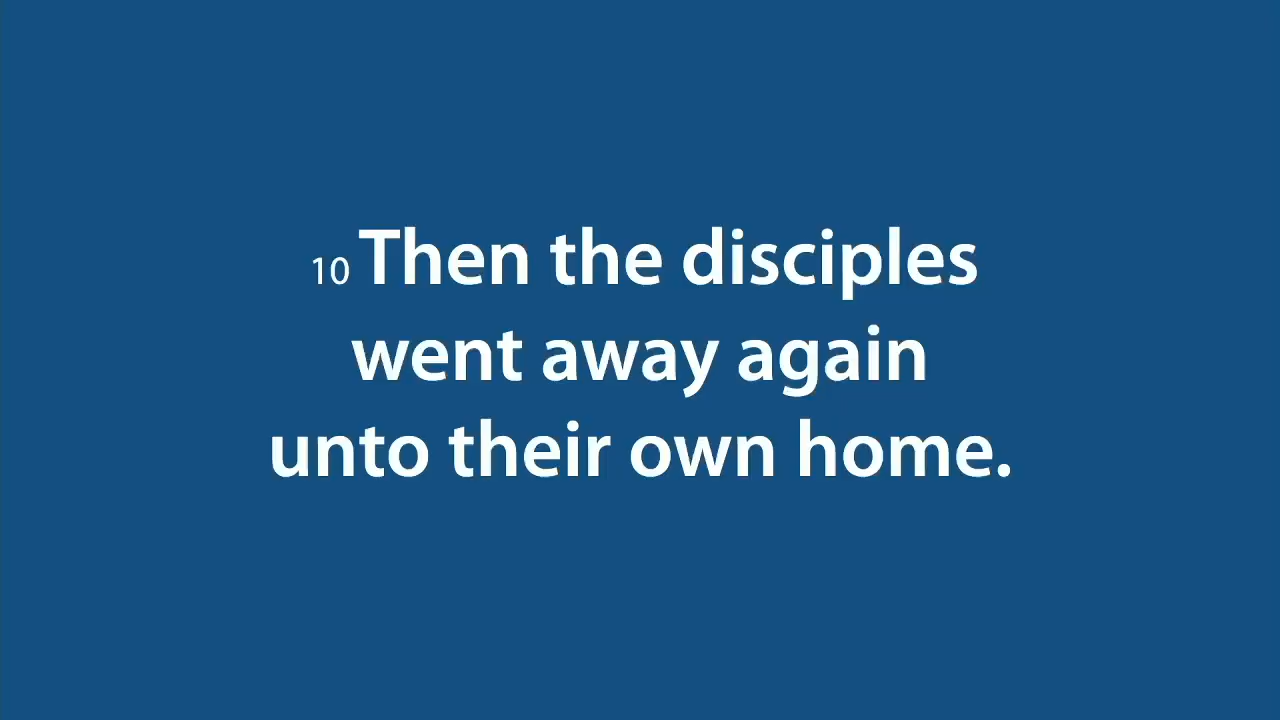 10 Then the disciples
went away again
unto their own home.